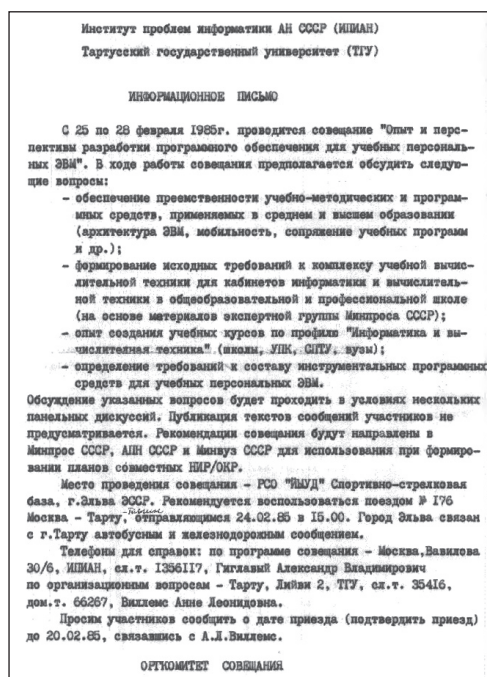 Институт проблем информатики АН СССР (ИПИАН)
Тартусский государственный университет (ТГУ)
ИНФОРМАЦИОННОЕ ПИСЬМО
С 25 по 28 февраля 1985г. проводится совещание "Опыт и перс-
пективы разработки программного обеспечения для учебных персональ-
ных ЭВМ". В ходе работы совещания предполагается обсудить следую-
щие вопросы:
- обеспечение преемственности учебно-методических и програм-
мных средств, применяемых в среднем и высшем образовании
(архитектура ЭВМ, мобильность, сопряжение учебных программ
и др.);
- формирование исходных требований к комплексу учебной вычис-
лительной техники для кабинетов информатики и вычислитель-
ной техники в общеобразовательной и профессиональной школе
(на основе материалов экспертной группы Минпроса СССР);
- опыт создания учебных курсов по профилю "Информатика и вы-
числителная техника" (школы, УПК, СПТУ, вузы);
- определение требований к составу инструментальных программных
средств для учебных персональных ЭВМ.
Обсуждение указанных вопросов будет проходить в условиях нескольких
панельных дискуссий. Публикация текстов сообщений участников не
предусматривается. Рекомендации совещания будут направлены в
Минпрос СССР, АПН СССР и Минвуз СССР для использования при формиро-
вании планов совместных НИР/ОКР.
Место проведения совещания - РСО "ЙЫУД" Спортивно-стрелковая
база, г.Эльва ЭССР. Рекомендуется воспользоваться поездом № 176
Москва - Тарту, отправляющимся 24.02.85 в 15.00. Город Эльва связан
с г.Тарту автобусным и железнодорожным сообщением.
Телефоны для справок: по программе совещания - Москва,Вавилова
30/6, ИПИАН, сл.т. 1356117, Гиглавый Александр Владимирович
по организационным вопросам - Тарту, Лийви 2, ТГУ, сл.т. 35416,
дом.т. 66267, Виллемс Анне Леонидовна.
Просим участников сообщить о дате приезда (подтвердить приезд)
до 20.02.85, связавшись с А.Л.Виллемс.
ОРГКОМИТЕТ СОВЕЩАНИЯ